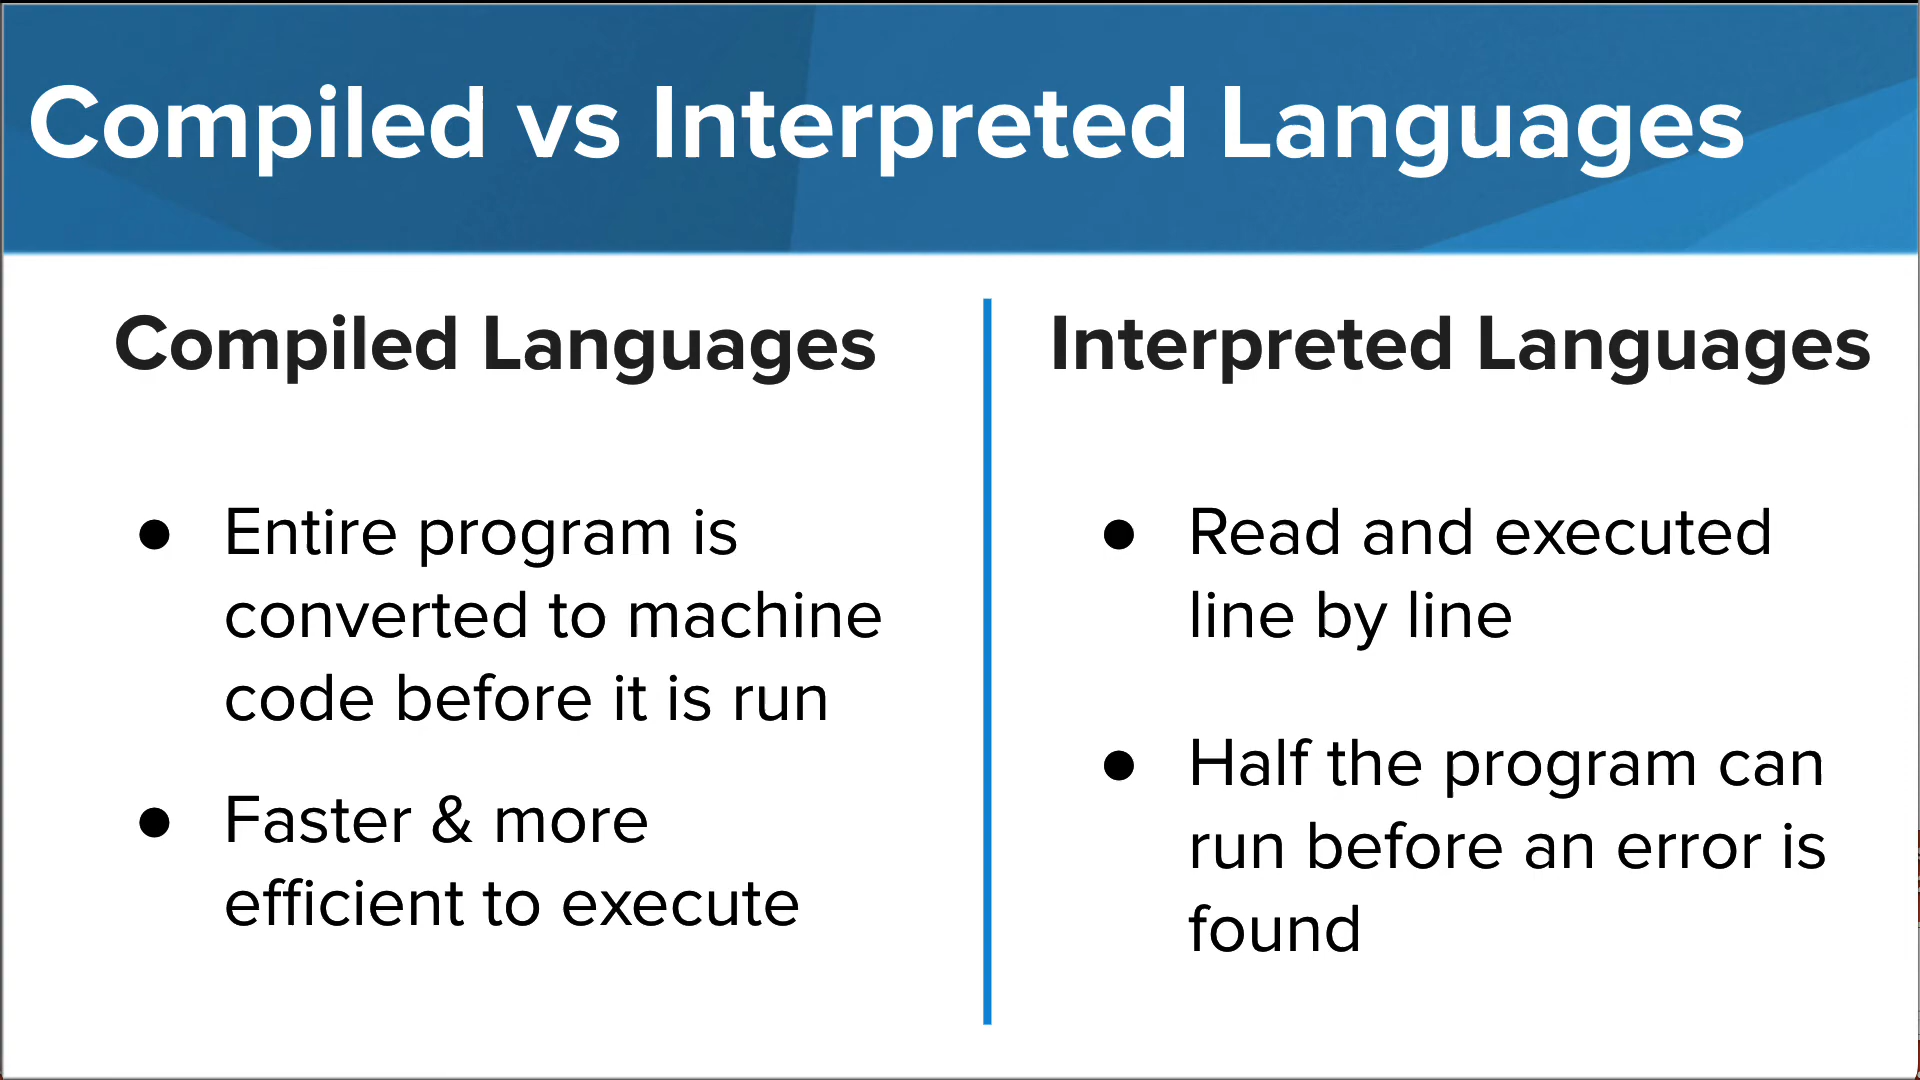 Compiled vs Interpreted Languages
Compiled Languages
● Entire program is
converted to machine
code before it is run
● Faster & more
efficient to execute
Interpreted Languages
● Read and executed
line by line
● Half the program can
run before an error is
found